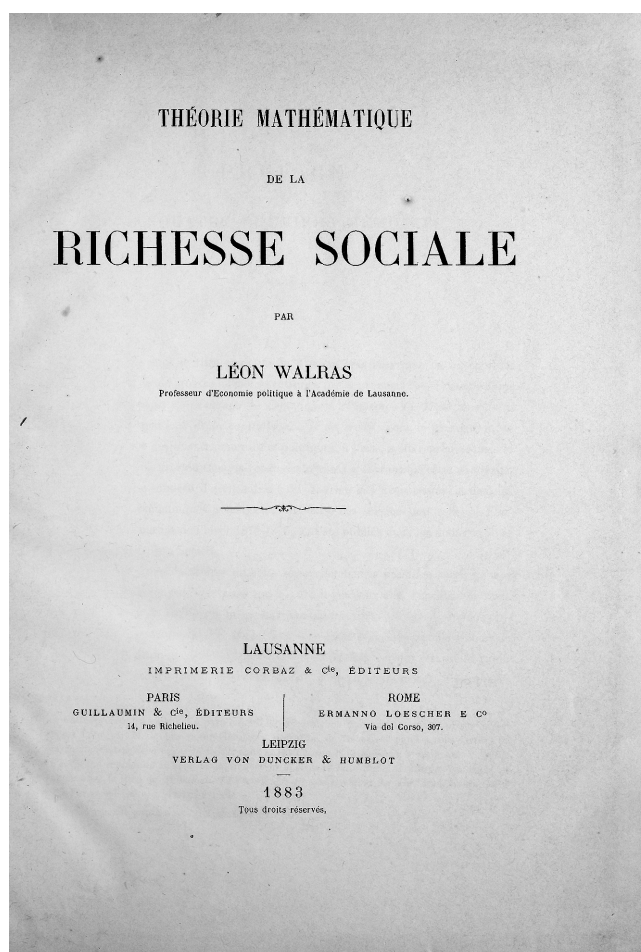 THÉORIE MATHÉMATIQUE
DE LA
RICHESSE SOCIALE
PAR
LÉON WALRAS
Professeur d'Economie politique à l'Académie de Lausanne.
LAUSANNE
IMPRIMERIE CORBAZ & Cie, ÉDITEURS
PARIS
GUILLAUMIN & Cie, ÉDITEURS
14, rue Richelieu.
ROME
ERMANNO LOESCHER E Co
Via del Corso, 307.
LEIPZIG
VERLAG VON DUNCKER & HUMBLOT
1883
Tous droits réservés,